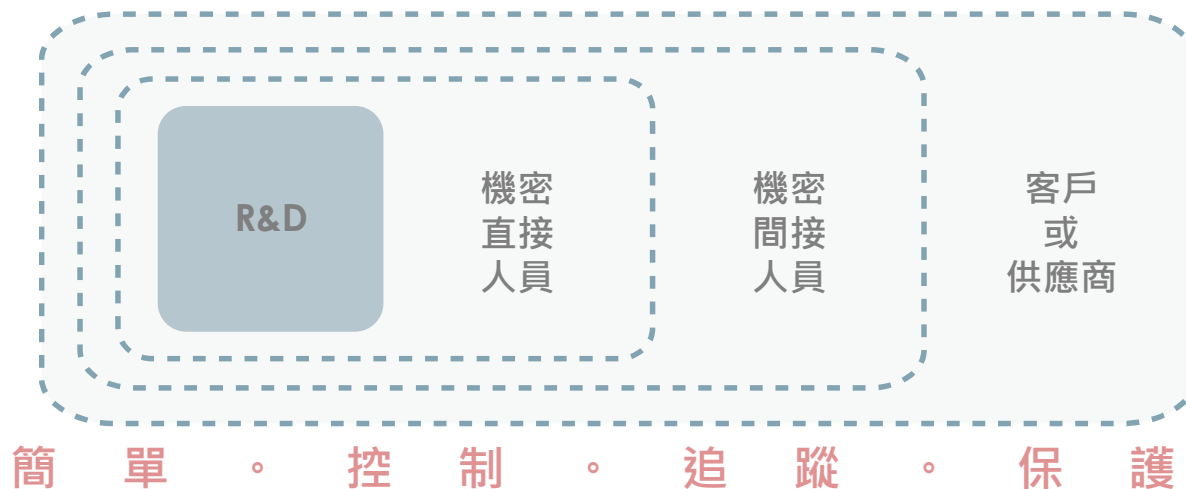 R&D
機密
直接
人員
機密
間接
人員
客戶
或
供應商
簡單。控制。追蹤。保護